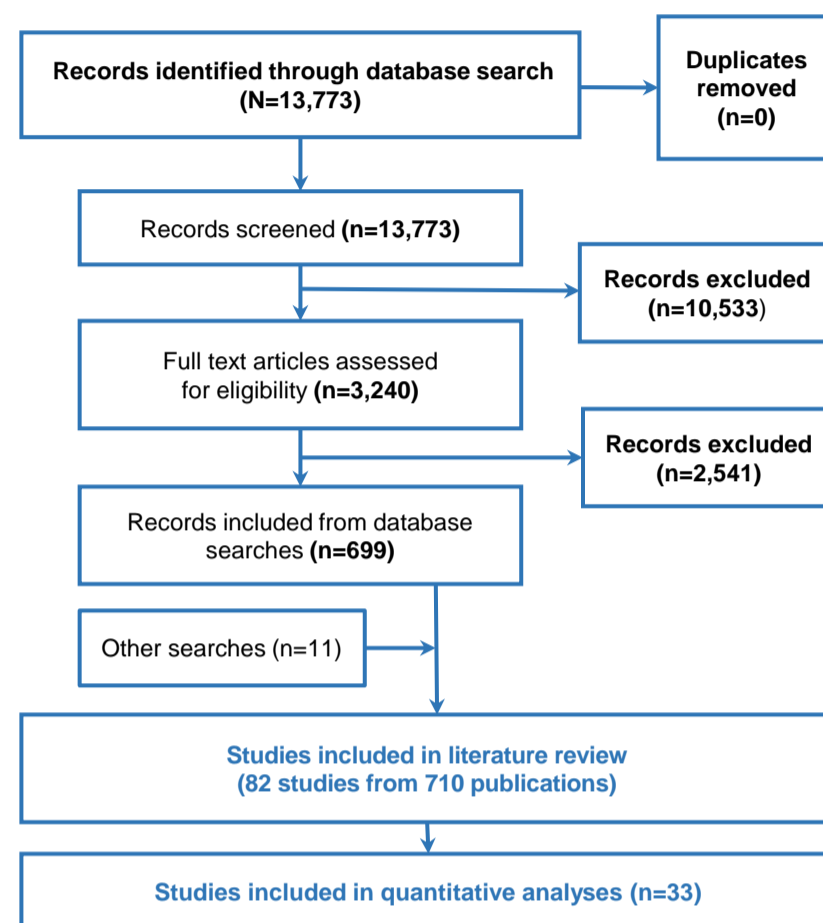 Records identified through database search
(N=13,773)
Duplicates
removed
(n=0)
Records screened (n=13,773)
Records excluded
(n=10,533)
Full text articles assessed
for eligibility (n=3,240)
Records excluded
(n=2,541)
Records included from database
searches (n=699)
Other searches (n=11)
Studies included in literature review
(82 studies from 710 publications)
Studies included in quantitative analyses (n=33)